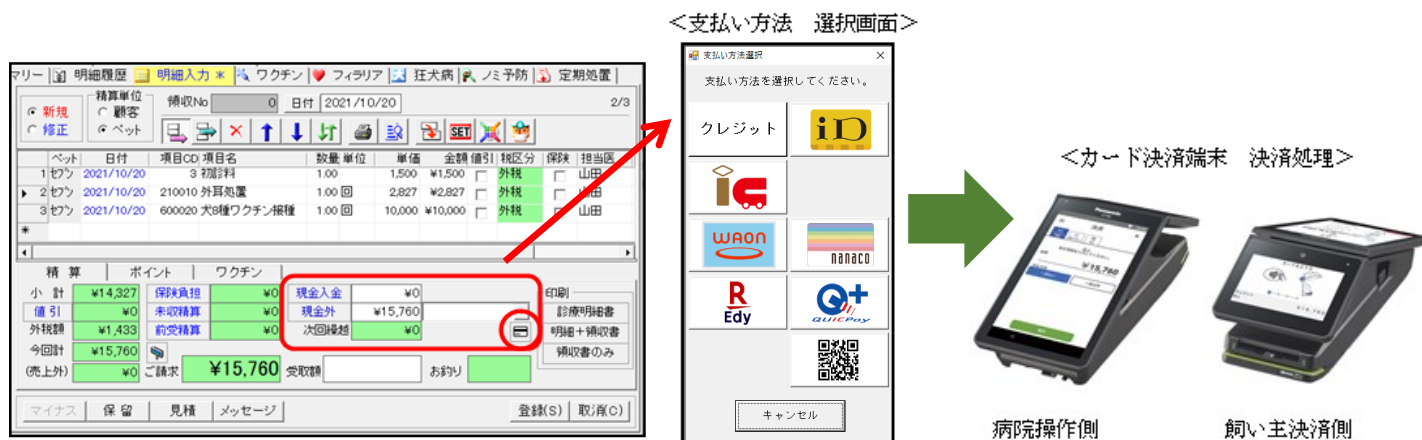 <支払い方法 選択画面>
マリー 明細履歴 明細入力 * ワクチン フィラリア 狂犬病 ノミ予防 定期処置
新規 修正
精算単位 顧客 ペット
領収No 0 日付 2021/10/20 2/3
SET
ペット 日付 項目CD 項目名 数量 単位 単価 金額 値引 税区分 保険 担当医
1 セブン 2021/10/20 3 初診料 1.00 1,500 ¥1,500 外税 山田
2 セブン 2021/10/20 210010 外耳処置 1.00 回 2,827 ¥2,827 外税 山田
3 セブン 2021/10/20 600020 犬8種ワクチン接種 1.00 回 10,000 ¥10,000 外税 山田
*
精算 ポイント ワクチン
小計 ¥14,327 保険負担 ¥0 現金入金 ¥0 印刷
値引 ¥0 未収精算 ¥0 現金外 ¥15,760 診療明細書
外税額 ¥1,433 前受精算 ¥0 次回繰越 ¥0 明細+領収書
今回計 ¥15,760 領収書のみ
(売上外) ¥0 ご請求 ¥15,760 受取額 お釣り
マイナス 保留 見積 メッセージ 登録(S) 取消(C)
支払い方法選択 ×
支払い方法を選択してください。
クレジット iD
ic
WAON nanaco
R Edy QUICPay
キャンセル
<カード決済端末 決済処理>
Panasonic
決済
¥15,760
病院操作側 飼い主決済側